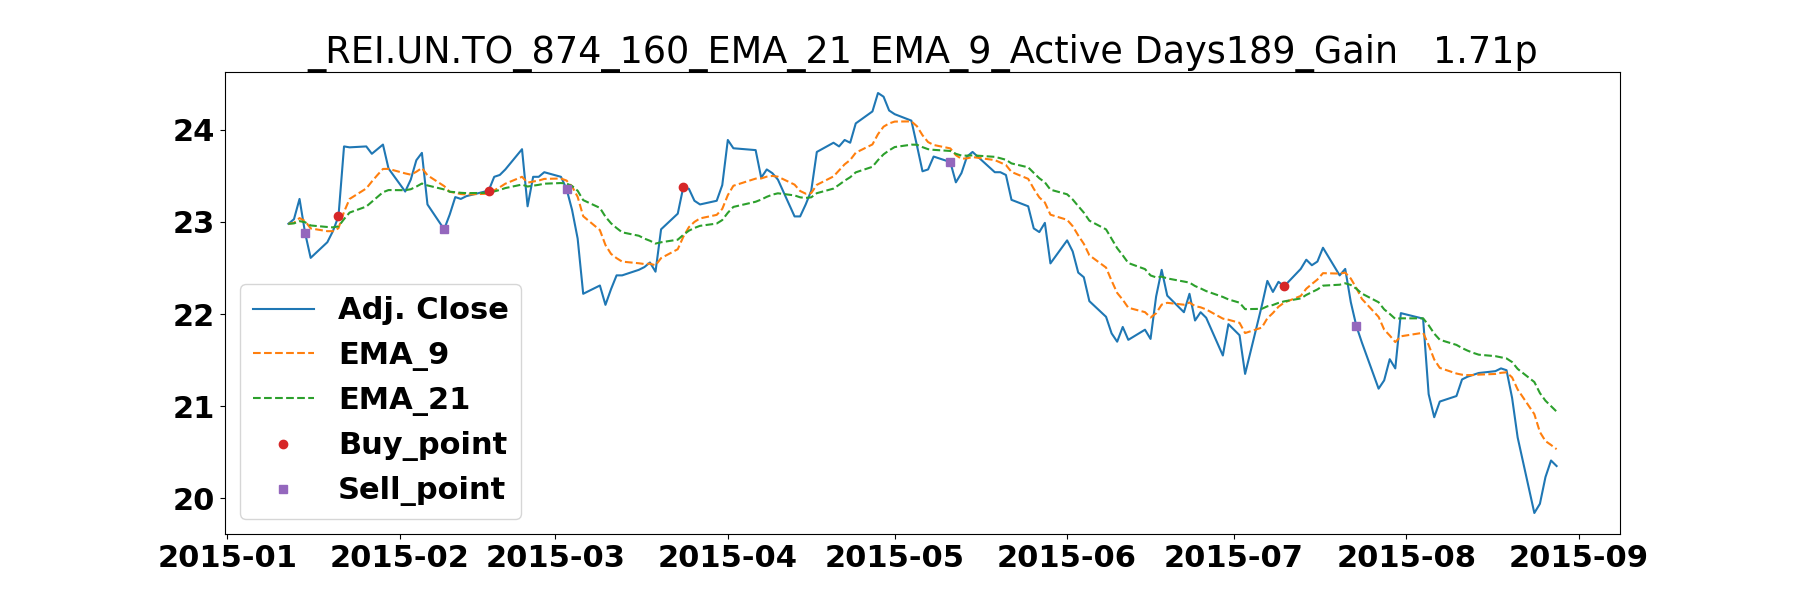 _REI.UN.TO_874_160_EMA_21_EMA_9_Active Days189_Gain   1.71p
24
23
22
21
20
Adj. Close
EMA_9
EMA_21
Buy_point
Sell_point
2015-01 2015-02 2015-03 2015-04 2015-05 2015-06 2015-07 2015-08 2015-09